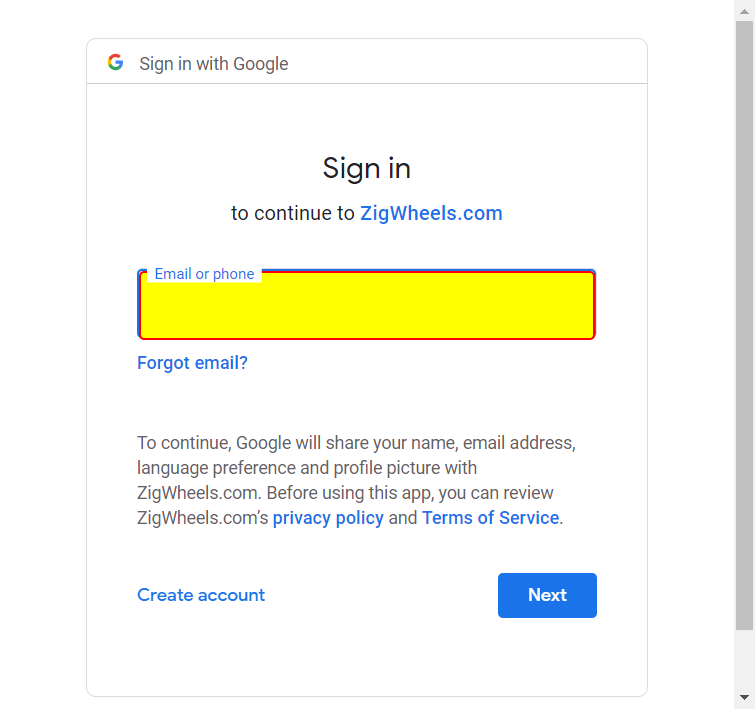 Sign in with Google
Sign in
to continue to ZigWheels.com
Email or phone
Forgot email?
To continue, Google will share your name, email address,
language preference and profile picture with
ZigWheels.com. Before using this app, you can review
ZigWheels.com’s privacy policy and Terms of Service.
Create account
Next